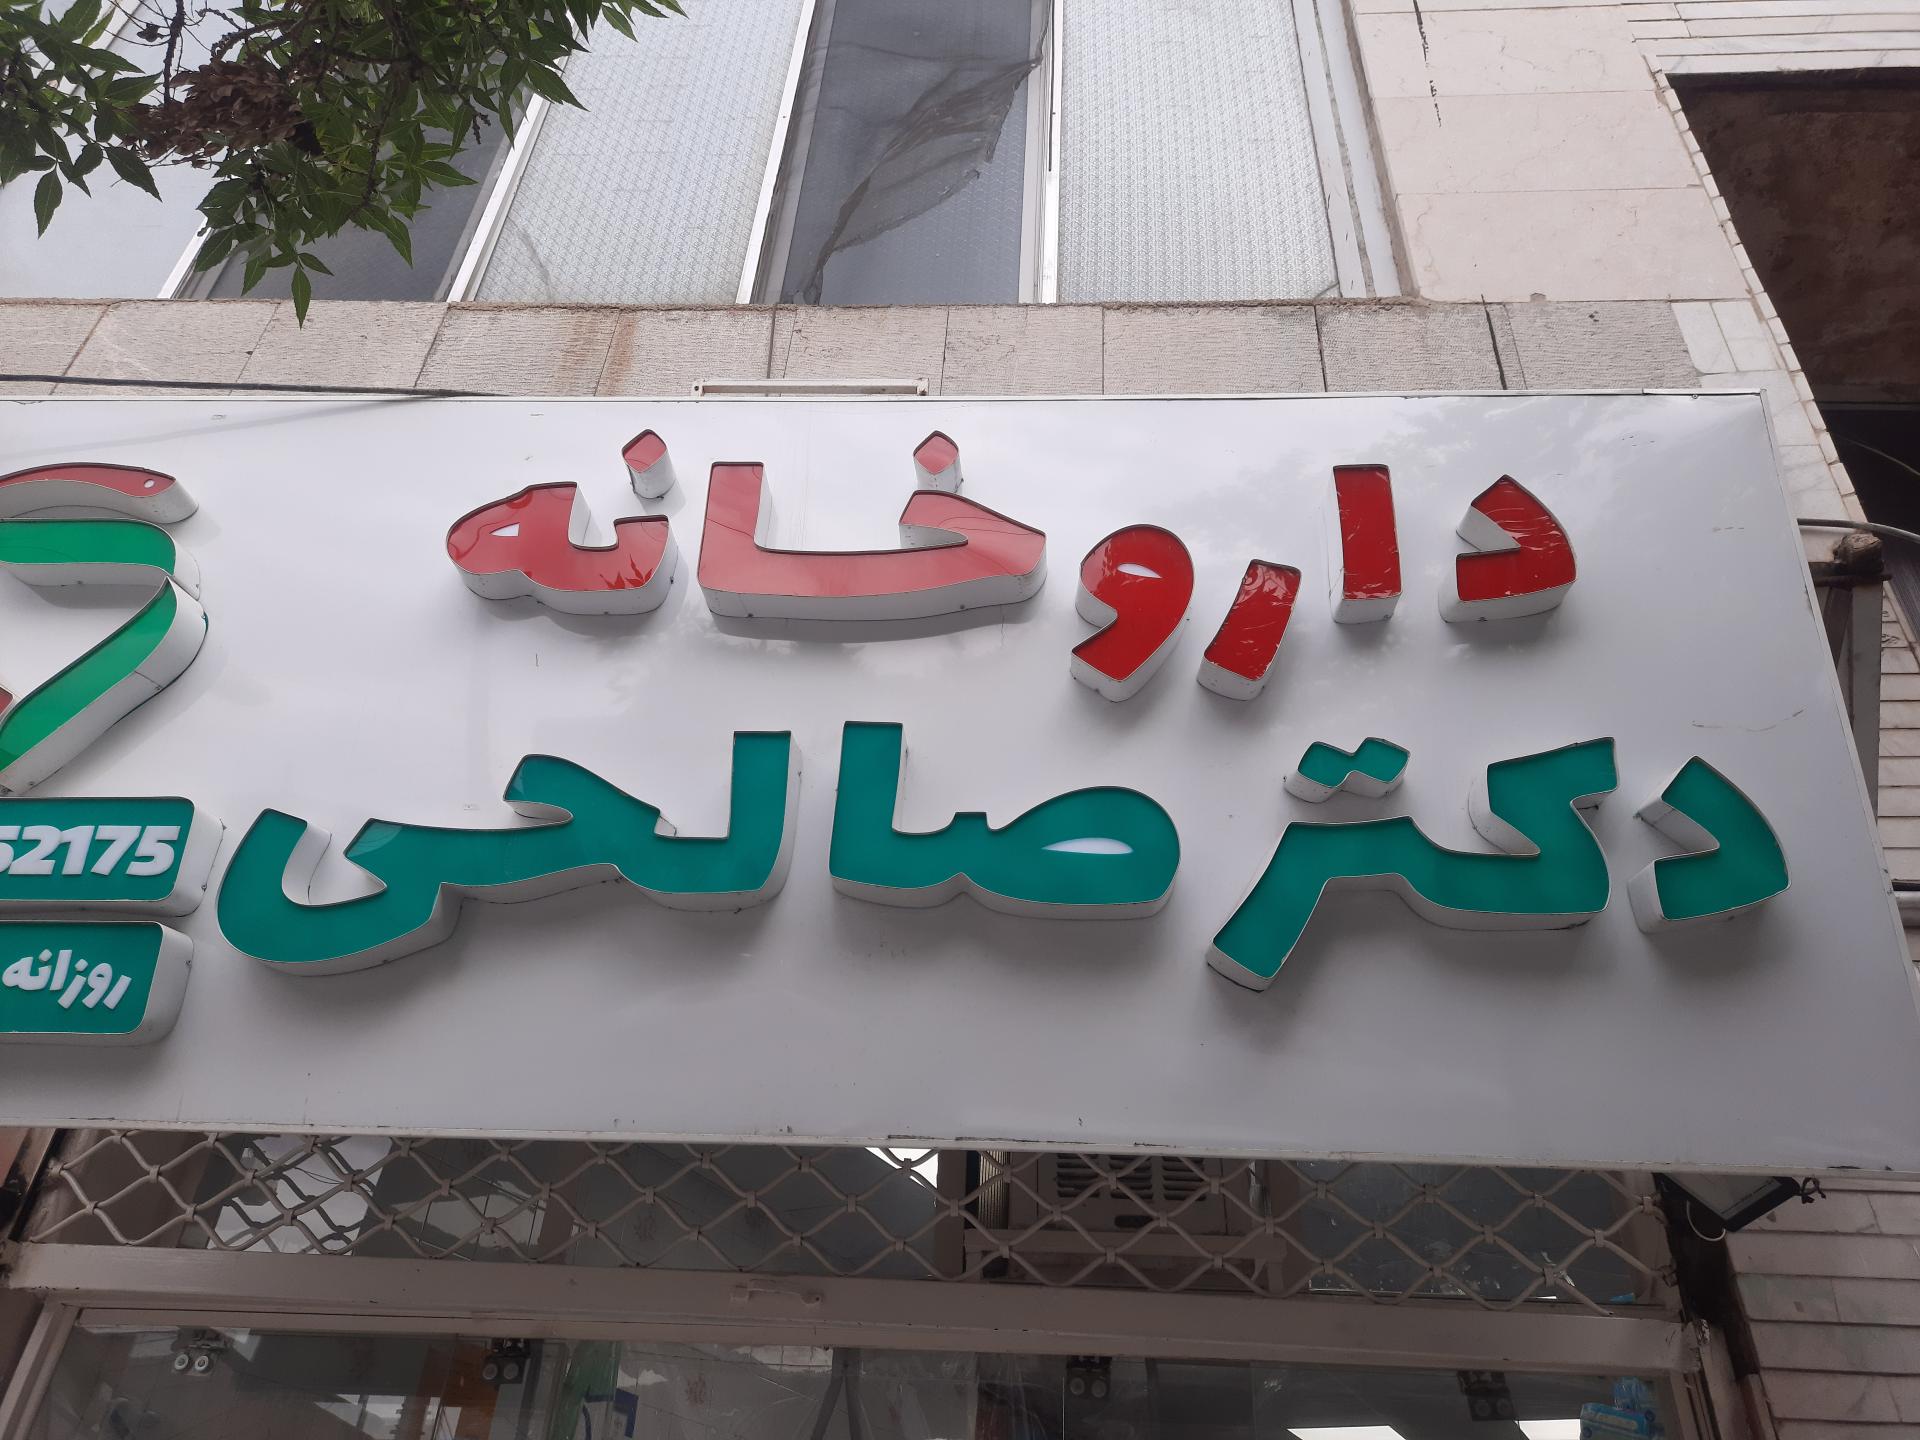 داروخانه
دکتر صالحی
52175
روزانه